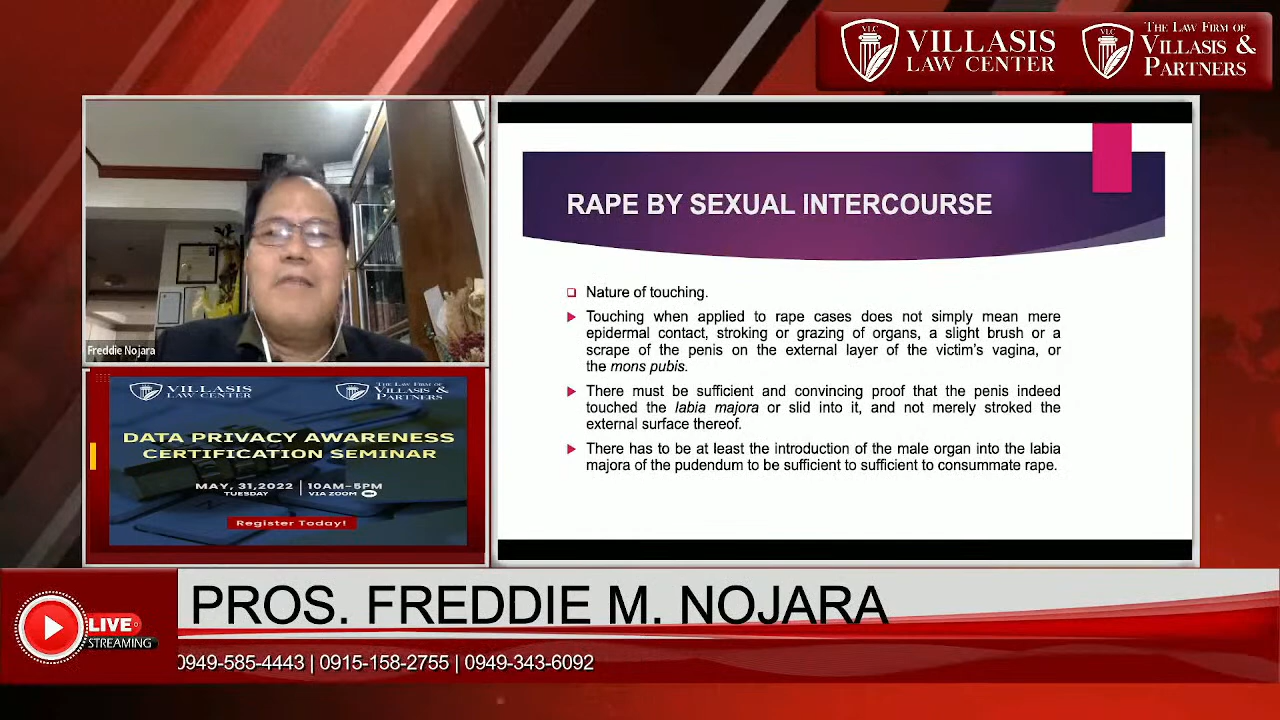 VLC
VILLASIS
LAW CENTER
VLC
THE LAW FIRM OF
VILLASIS &
PARTNERS
Freddie Nojara
VILLASIS
LAW CENTER
THE LAW FIRM OF
VILLASIS &
PARTNERS
DATA PRIVACY AWARENESS
CERTIFICATION SEMINAR
MAY, 31,2022 | 10AM-5PM
TUESDAY VIA ZOOM
Register Today!
RAPE BY SEXUAL INTERCOURSE
Nature of touching.
Touching when applied to rape cases does not simply mean mere
epidermal contact, stroking or grazing of organs, a slight brush or a
scrape of the penis on the external layer of the victim's vagina, or
the mons pubis.
There must be sufficient and convincing proof that the penis indeed
touched the labia majora or slid into it, and not merely stroked the
external surface thereof.
There has to be at least the introduction of the male organ into the labia
majora of the pudendum to be sufficient to sufficient to consummate rape.
LIVE
STREAMING
PROS. FREDDIE M. NOJARA
0949-585-4443 | 0915-158-2755 | 0949-343-6092